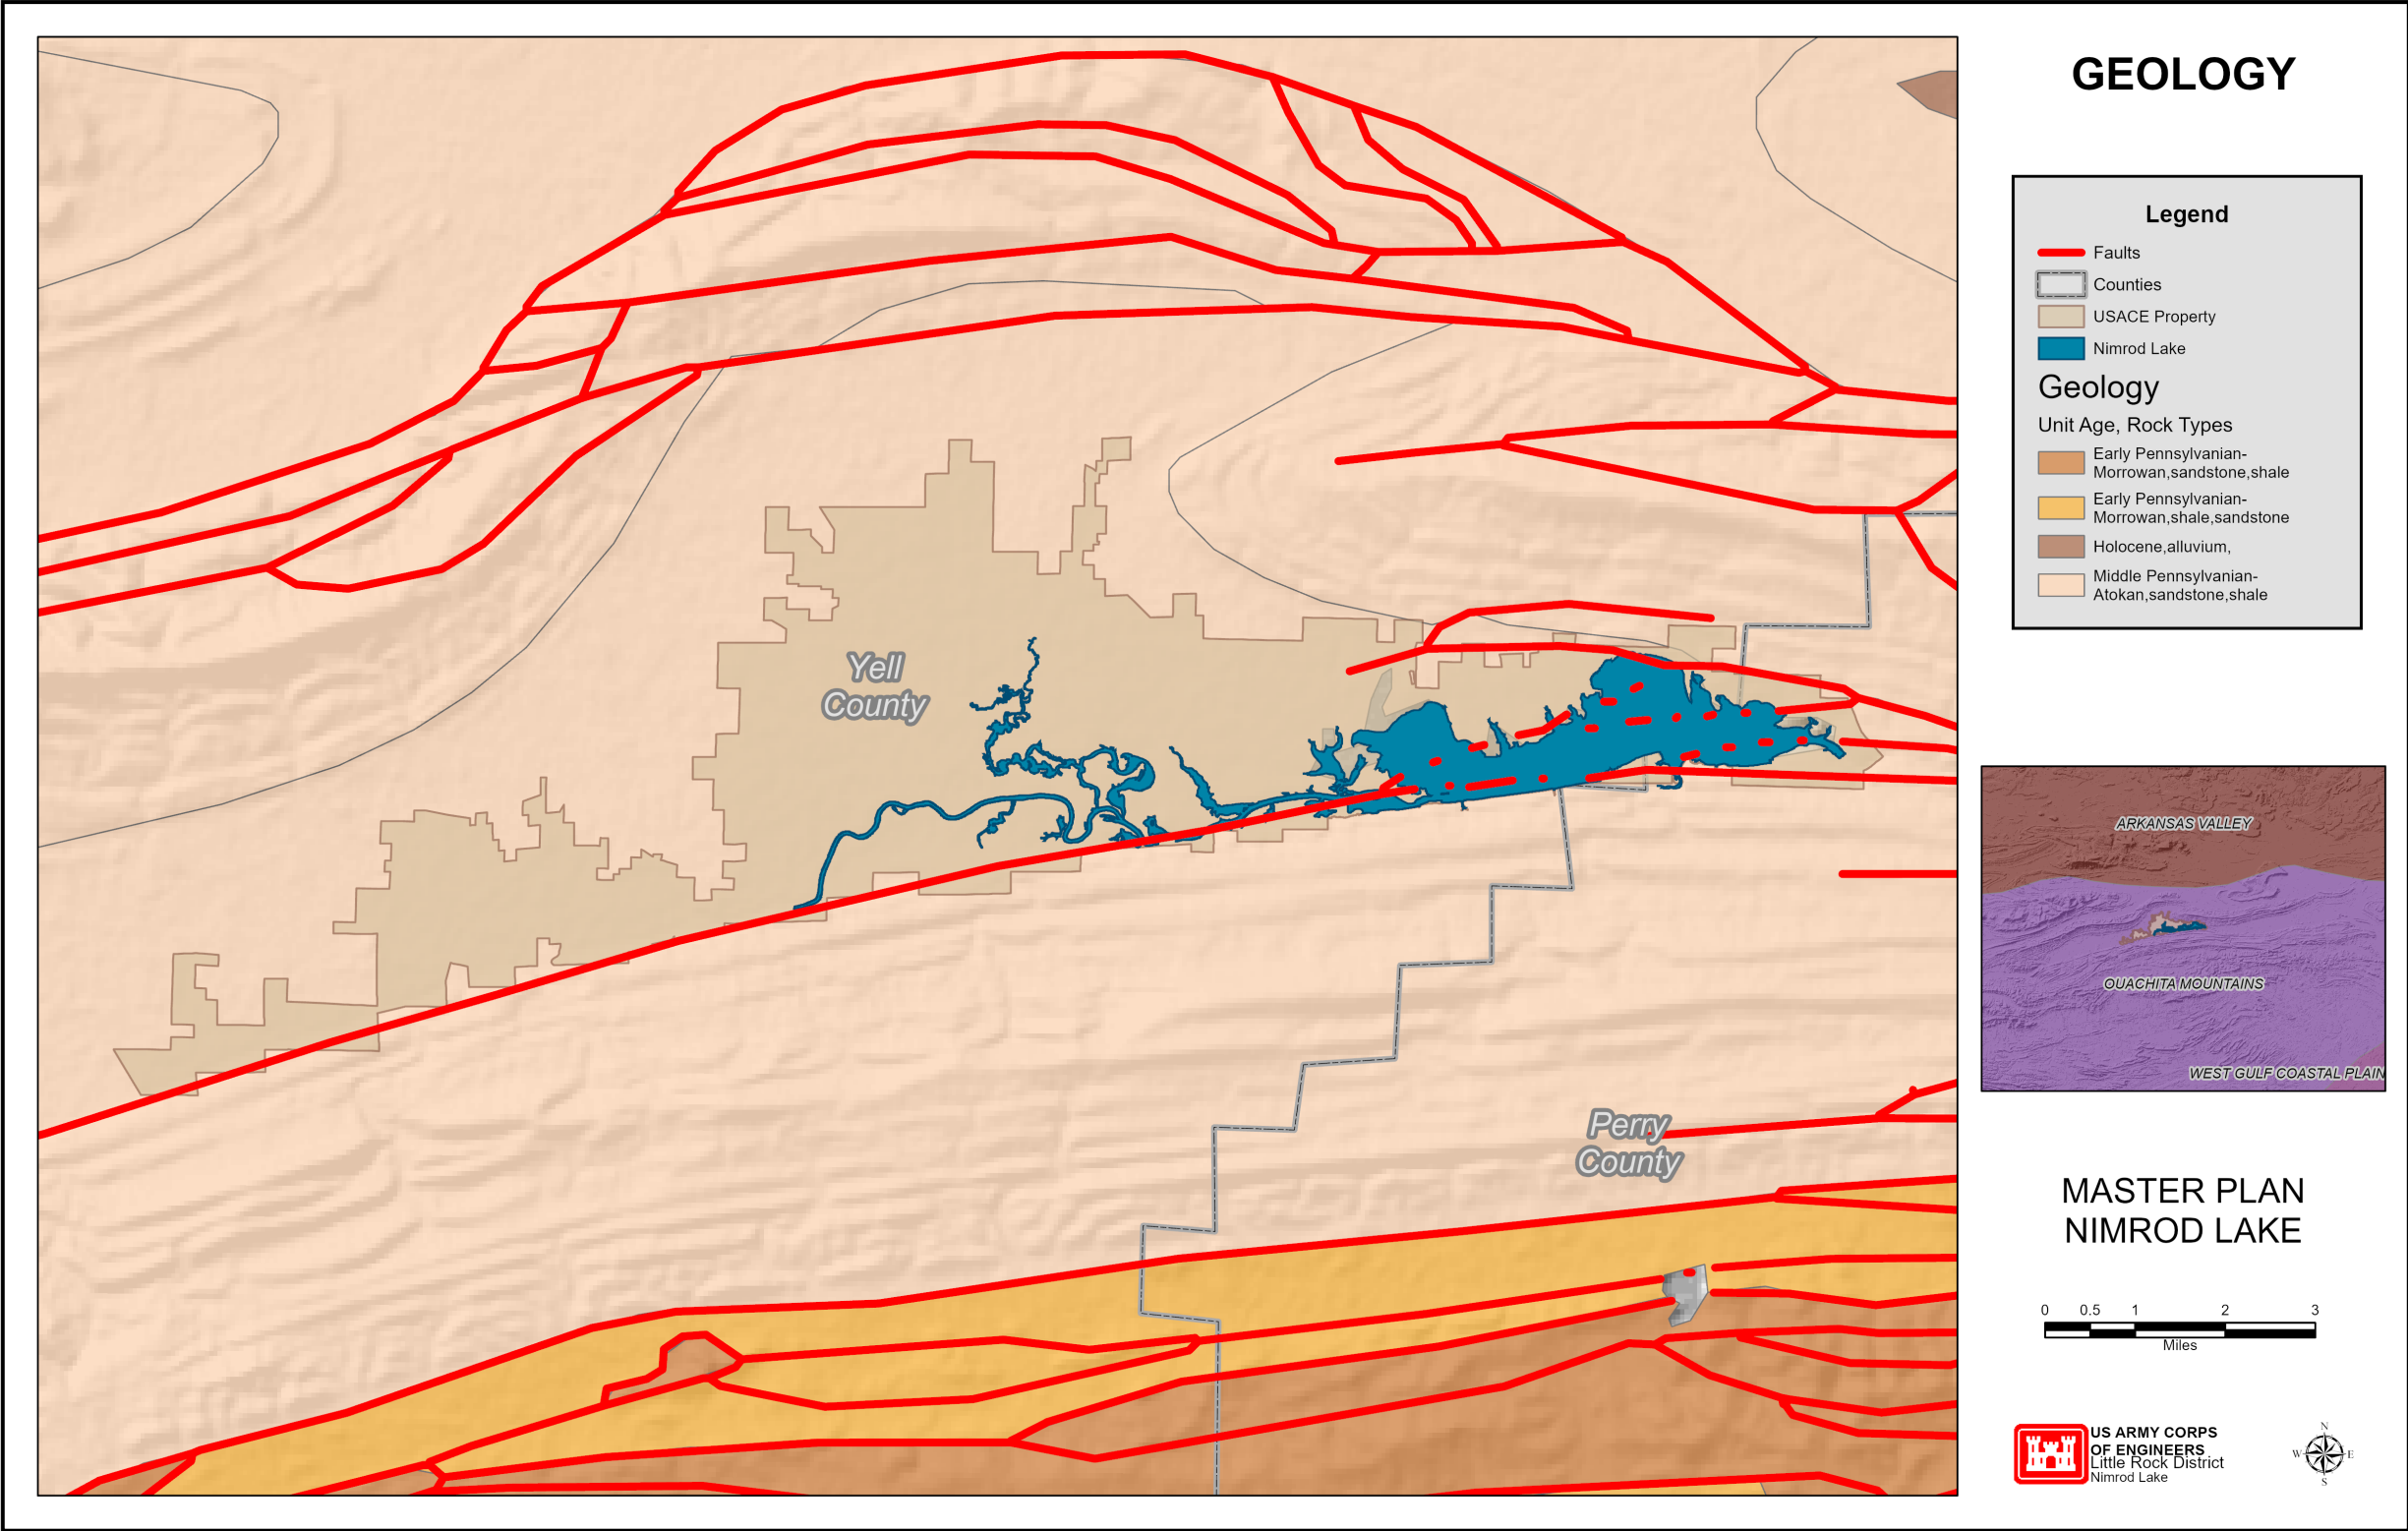 GEOLOGY
Legend
Faults
Counties
USACE Property
Nimrod Lake
Geology
Unit Age, Rock Types
Early Pennsylvanian-
Morrowan,sandstone,shale
Early Pennsylvanian-
Morrowan,shale,sandstone
Holocene,alluvium,
Middle Pennsylvanian-
Atokan,sandstone,shale
Yell
County
Perry
County
ARKANSAS VALLEY
OUACHITA MOUNTAINS
WEST GULF COASTAL PLAIN
MASTER PLAN
NIMROD LAKE
0 0.5 1 2 3
Miles
US ARMY CORPS
OF ENGINEERS
Little Rock District
Nimrod Lake
N
W E
S